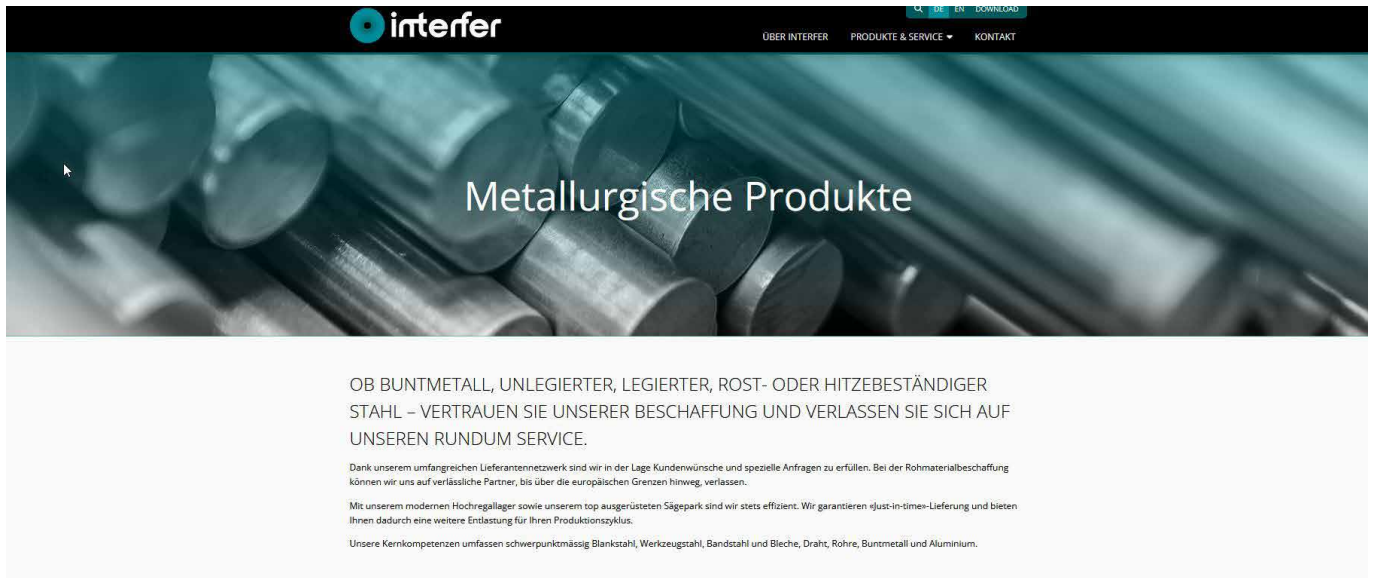 interfer
DE EN DOWNLOAD
ÜBER INTERFER PRODUKTE & SERVICE KONTAKT
Metallurgische Produkte
OB BUNTMETALL, UNLEGIERTER, LEGIERTER, ROST- ODER HITZEBESTÄNDIGER
STAHL – VERTRAUEN SIE UNSERER BESCHAFFUNG UND VERLASSEN SIE SICH AUF
UNSEREN RUNDUM SERVICE.
Dank unserem umfangreichen Lieferantennetzwerk sind wir in der Lage Kundenwünsche und spezielle Anfragen zu erfüllen. Bei der Rohmaterialbeschaffung
können wir uns auf verlässliche Partner, bis über die europäischen Grenzen hinweg, verlassen.
Mit unserem modernen Hochregallager sowie unserem top ausgerüsteten Sägepark sind wir stets effizient. Wir garantieren «Just-in-time»-Lieferung und bieten
Ihnen dadurch eine weitere Entlastung für Ihren Produktionszyklus.
Unsere Kernkompetenzen umfassen schwerpunktmässig Blankstahl, Werkzeugstahl, Bandstahl und Bleche, Draht, Rohre, Buntmetall und Aluminium.